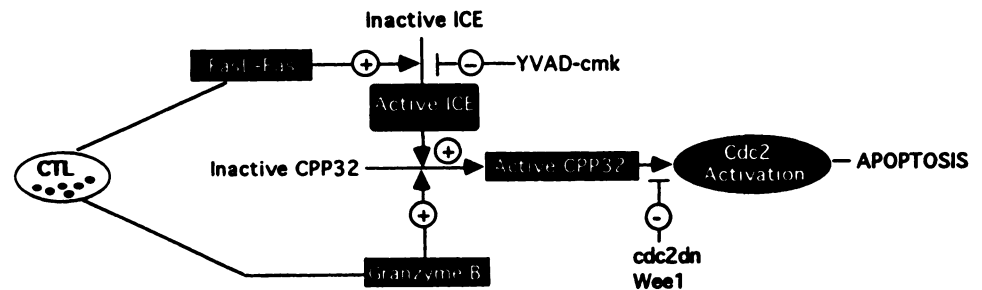 Inactive ICE
FasL-Fas
+
−
YVAD-cmk
Active ICE
CTL
+
Inactive CPP32
Active CPP32
Cdc2
Activation
APOPTOSIS
+
−
cdc2dn
Wee1
Granzyme B